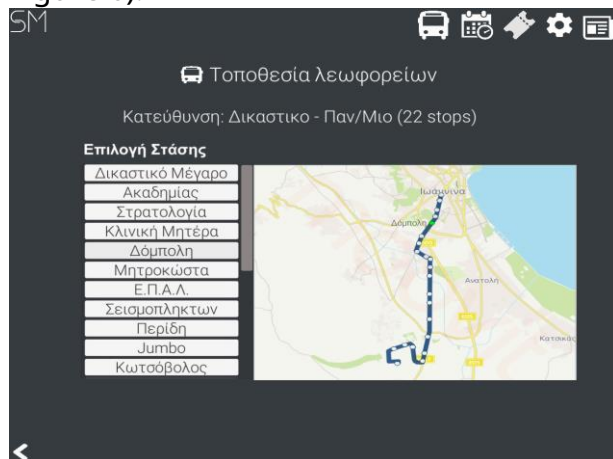 SM
Τοποθεσία λεωφορείων
Κατεύθυνση: Δικαστικο - Παν/Μιο (22 stops)
Επιλογή Στάσης
Δικαστικό Μέγαρο
Ακαδημίας
Στρατολογία
Κλινική Μητέρα
Δόμπολη
Μητροκώστα
Ε.Π.Α.Λ.
Σεισμοπληκτων
Περίδη
Jumbo
Κωτσόβολος
Ιωάννινα
Δόμπολη
Ανατολή
Κατσικάς